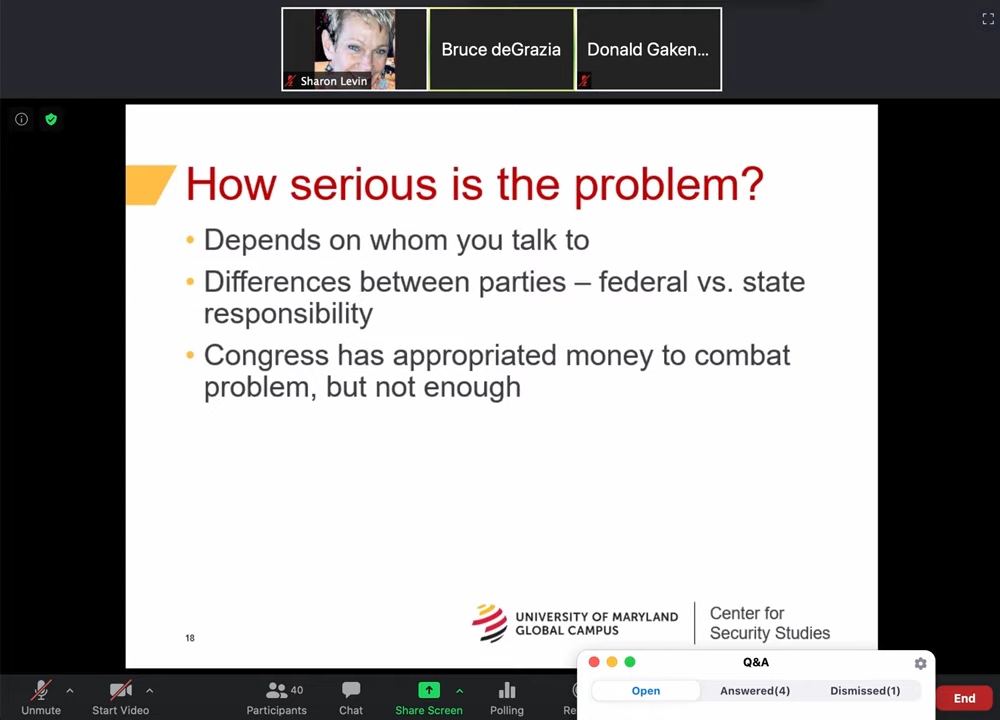 Sharon Levin
Bruce deGrazia
Donald Gaken...
How serious is the problem?
• Depends on whom you talk to
• Differences between parties – federal vs. state
responsibility
• Congress has appropriated money to combat
problem, but not enough
18
UNIVERSITY OF MARYLAND
GLOBAL CAMPUS
Center for
Security Studies
Q&A
Open
Answered(4)
Dismissed(1)
Unmute
Start Video
40
Participants
Chat
Share Screen
Polling
Re
End